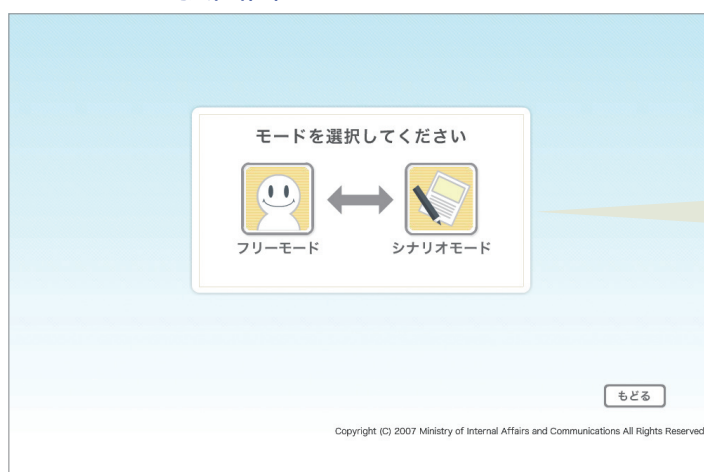 モードを選択してください
フリーモード
シナリオモード
もどる
Copyright (C) 2007 Ministry of Internal Affairs and Communications All Rights Reserved